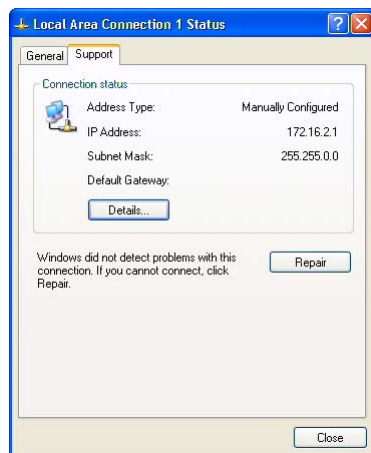 Local Area Connection 1 Status
General Support
Connection status
Address Type: Manually Configured
IP Address: 172.16.2.1
Subnet Mask: 255.255.0.0
Default Gateway:
Details...
Windows did not detect problems with this
connection. If you cannot connect, click
Repair.
Repair
Close